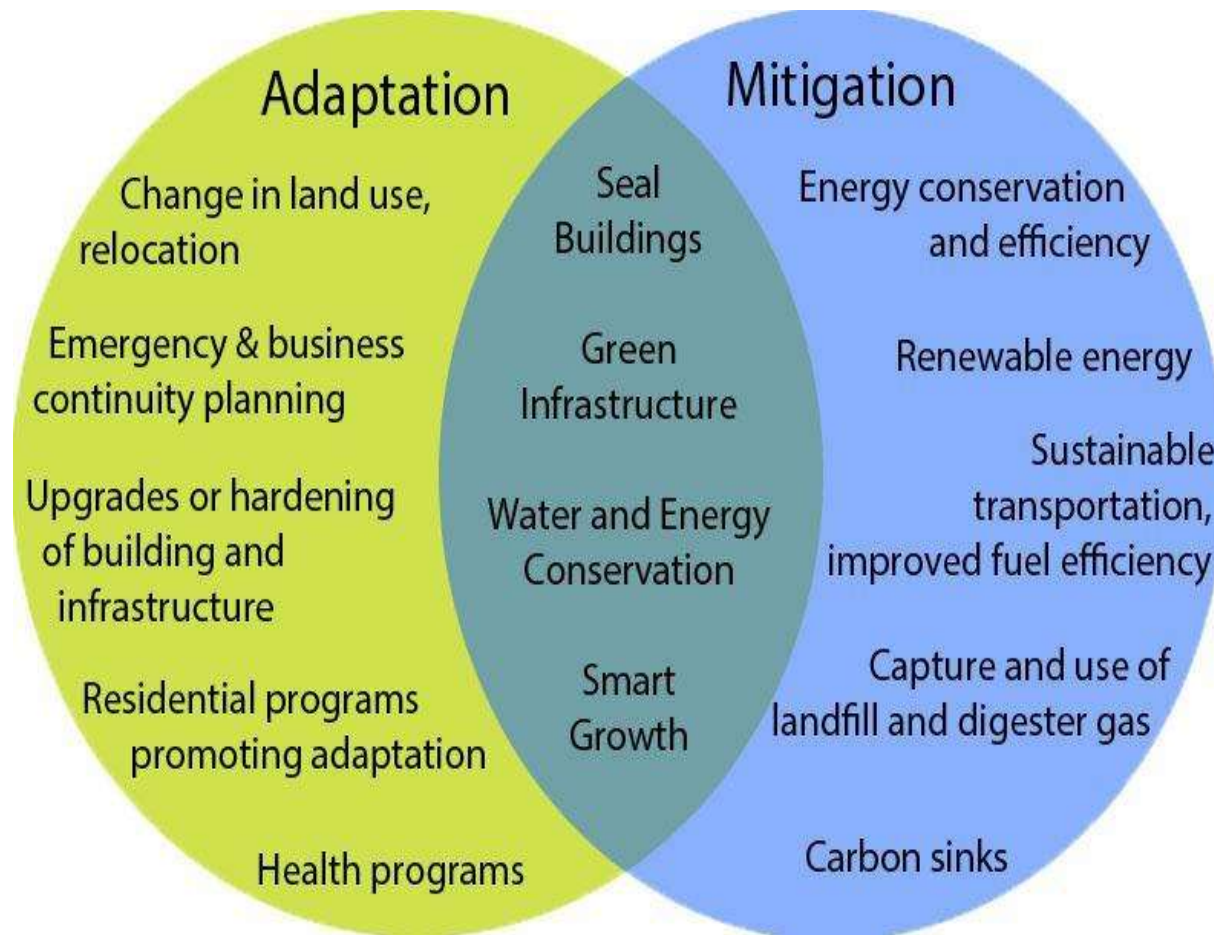 Adaptation
Change in land use,
relocation
Emergency & business
continuity planning
Upgrades or hardening
of building and
infrastructure
Residential programs
promoting adaptation
Health programs
Seal
Buildings
Green
Infrastructure
Water and Energy
Conservation
Smart
Growth
Mitigation
Energy conservation
and efficiency
Renewable energy
Sustainable
transportation,
improved fuel efficiency
Capture and use of
landfill and digester gas
Carbon sinks